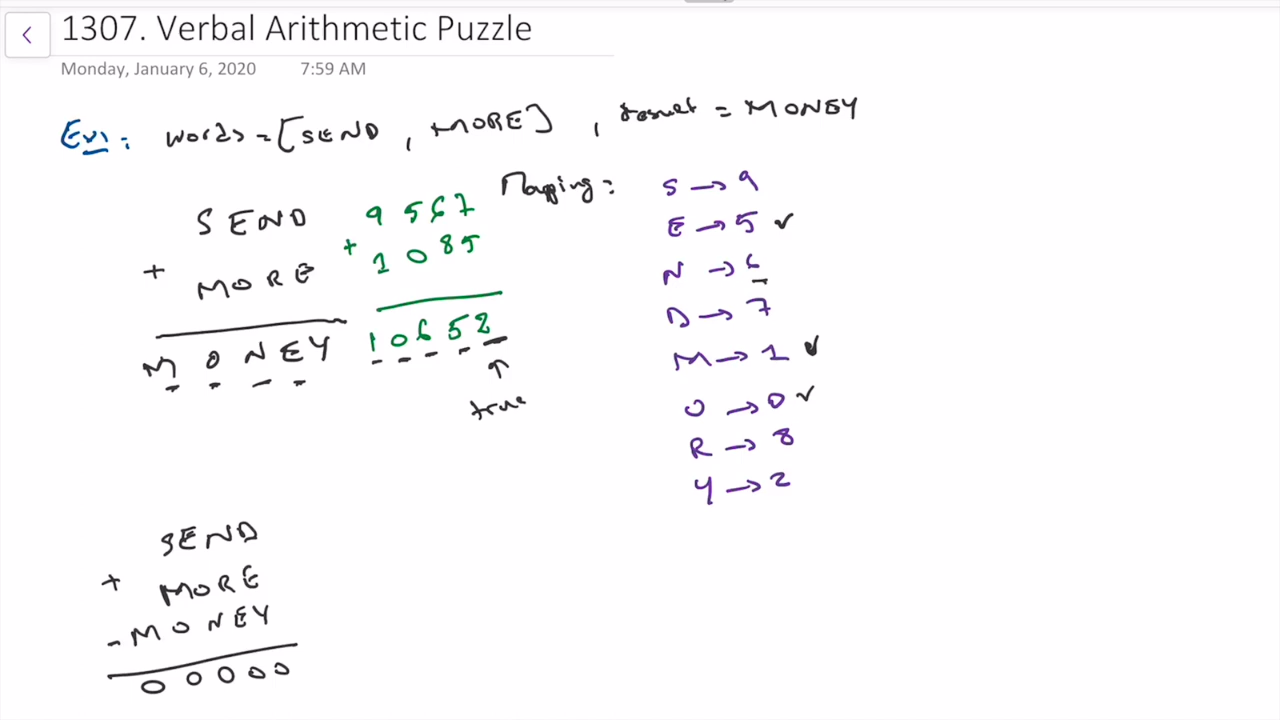 1307. Verbal Arithmetic Puzzle
Monday, January 6, 2020 7:59 AM
Ex1: words = [SEND , MORE] , result = MONEY
Mapping :
S → 9
E → 5 ✓
N → 6
D → 7
M → 1 ✓
O → 0 ✓
R → 8
Y → 2
SEND
+ MORE
MONEY
9567
+ 1085
10652
↑
true
SEND
+ MORE
- MONEY
00000